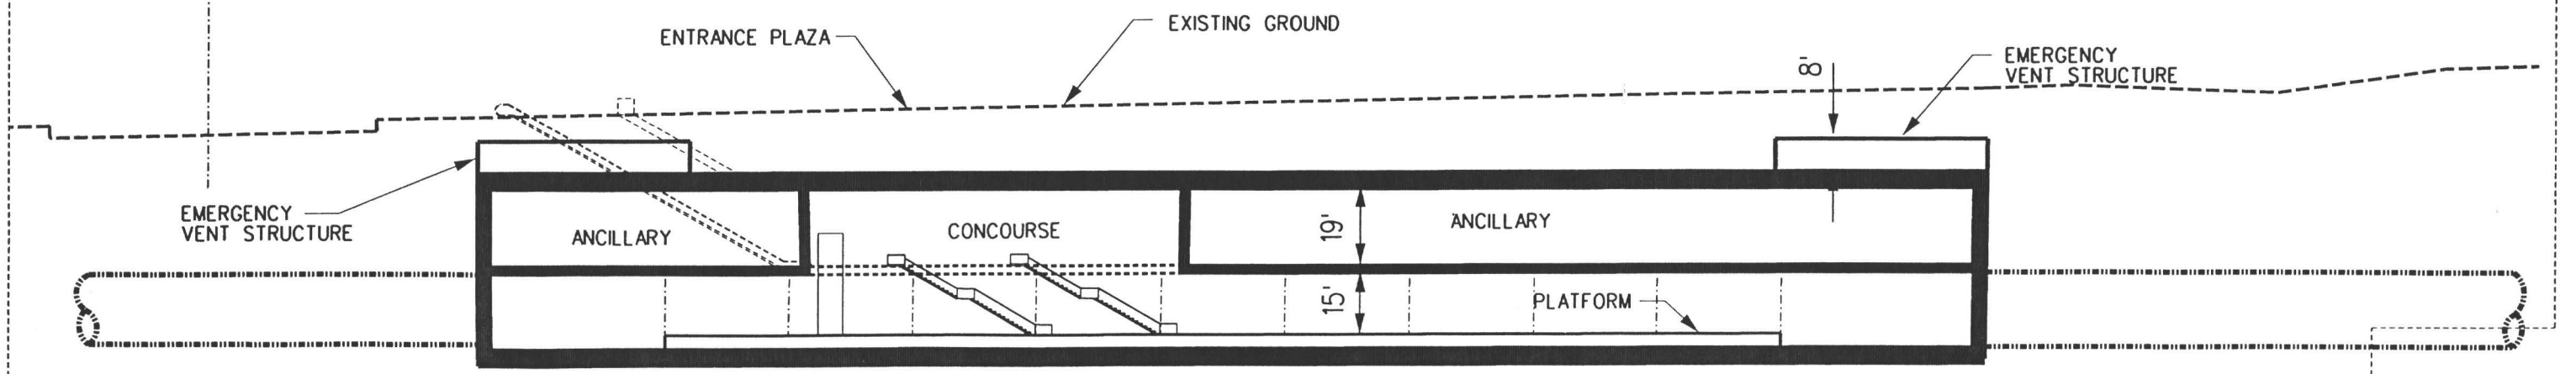 EXISTING GROUND
ENTRANCE PLAZA
8'
EMERGENCY
VENT STRUCTURE
EMERGENCY
VENT STRUCTURE
ANCILLARY
CONCOURSE
19'
ANCILLARY
15'
PLATFORM